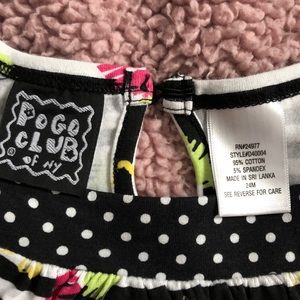 POGO
CLUB
OF NY
RN#24977
STYLE#D40004
95% COTTON
5% SPANDEX
MADE IN SRI LANKA
24M
SEE REVERSE FOR CARE